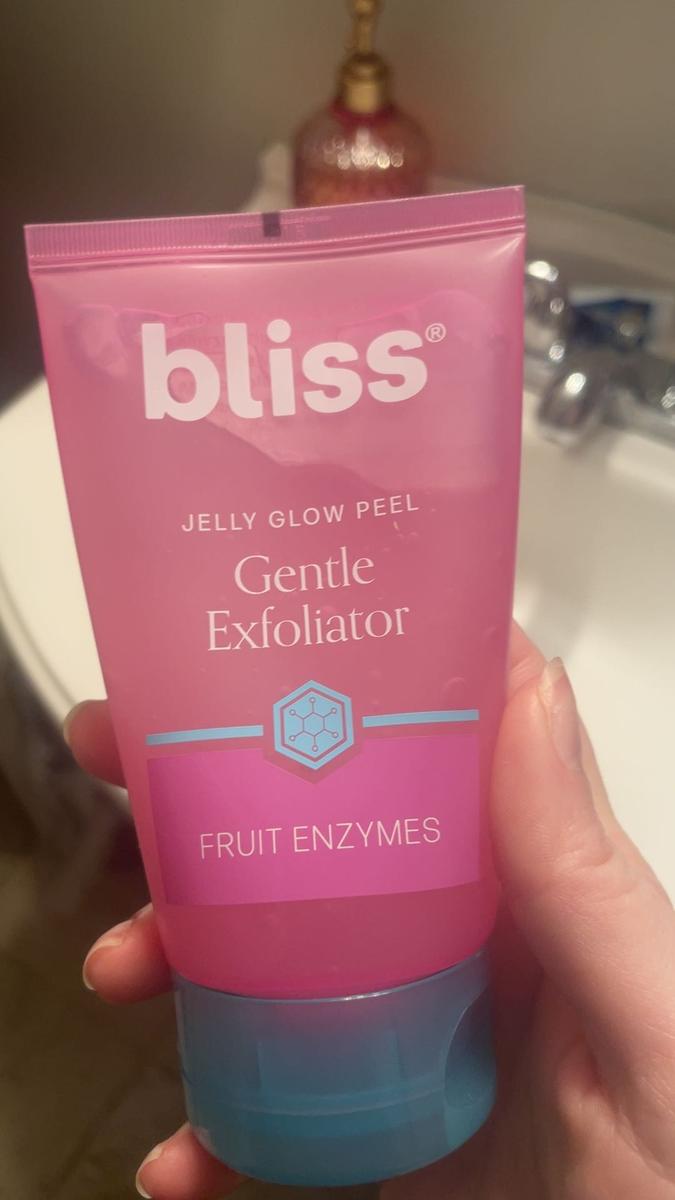 bliss®
JELLY GLOW PEEL
Gentle
Exfoliator
FRUIT ENZYMES